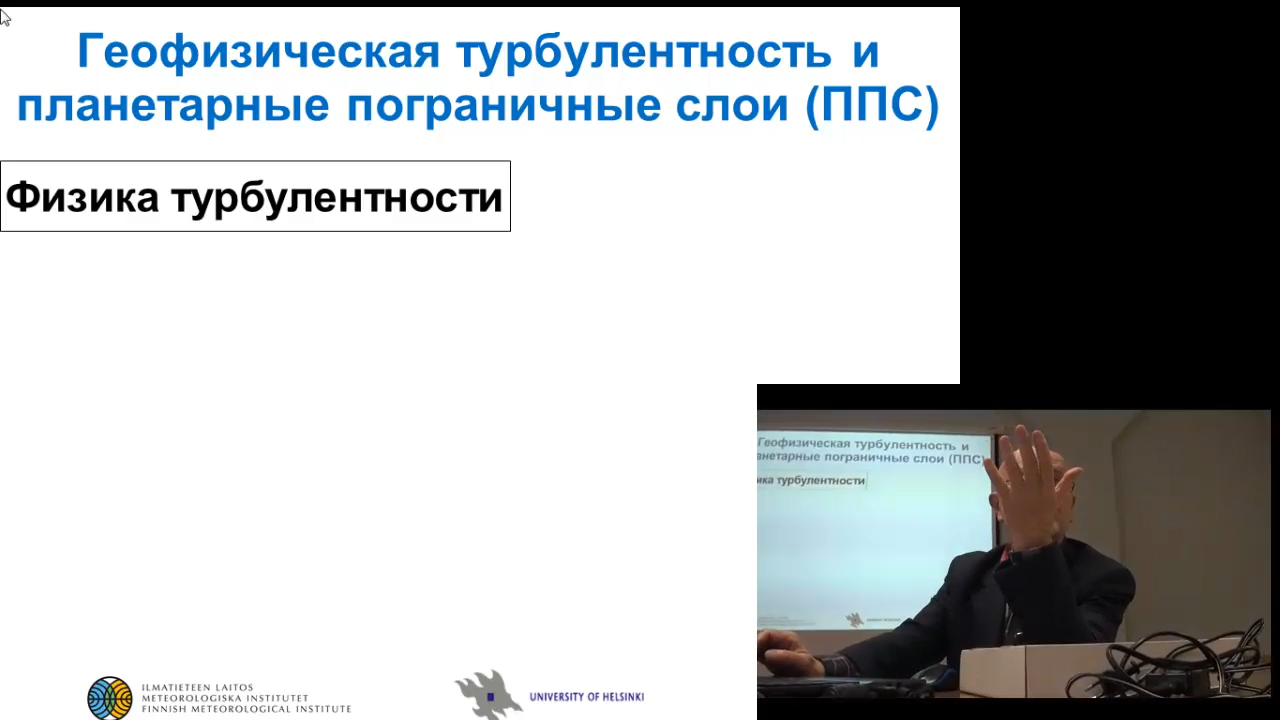 Геофизическая турбулентность и
планетарные пограничные слои (ППС)
Физика турбулентности
ILMATIETEEN LAITOS
METEOROLOGISKA INSTITUTET
FINNISH METEOROLOGICAL INSTITUTE
UNIVERSITY OF HELSINKI
Геофизическая турбулентность и
анетарные пограничные слои (ППС)
ика турбулентности